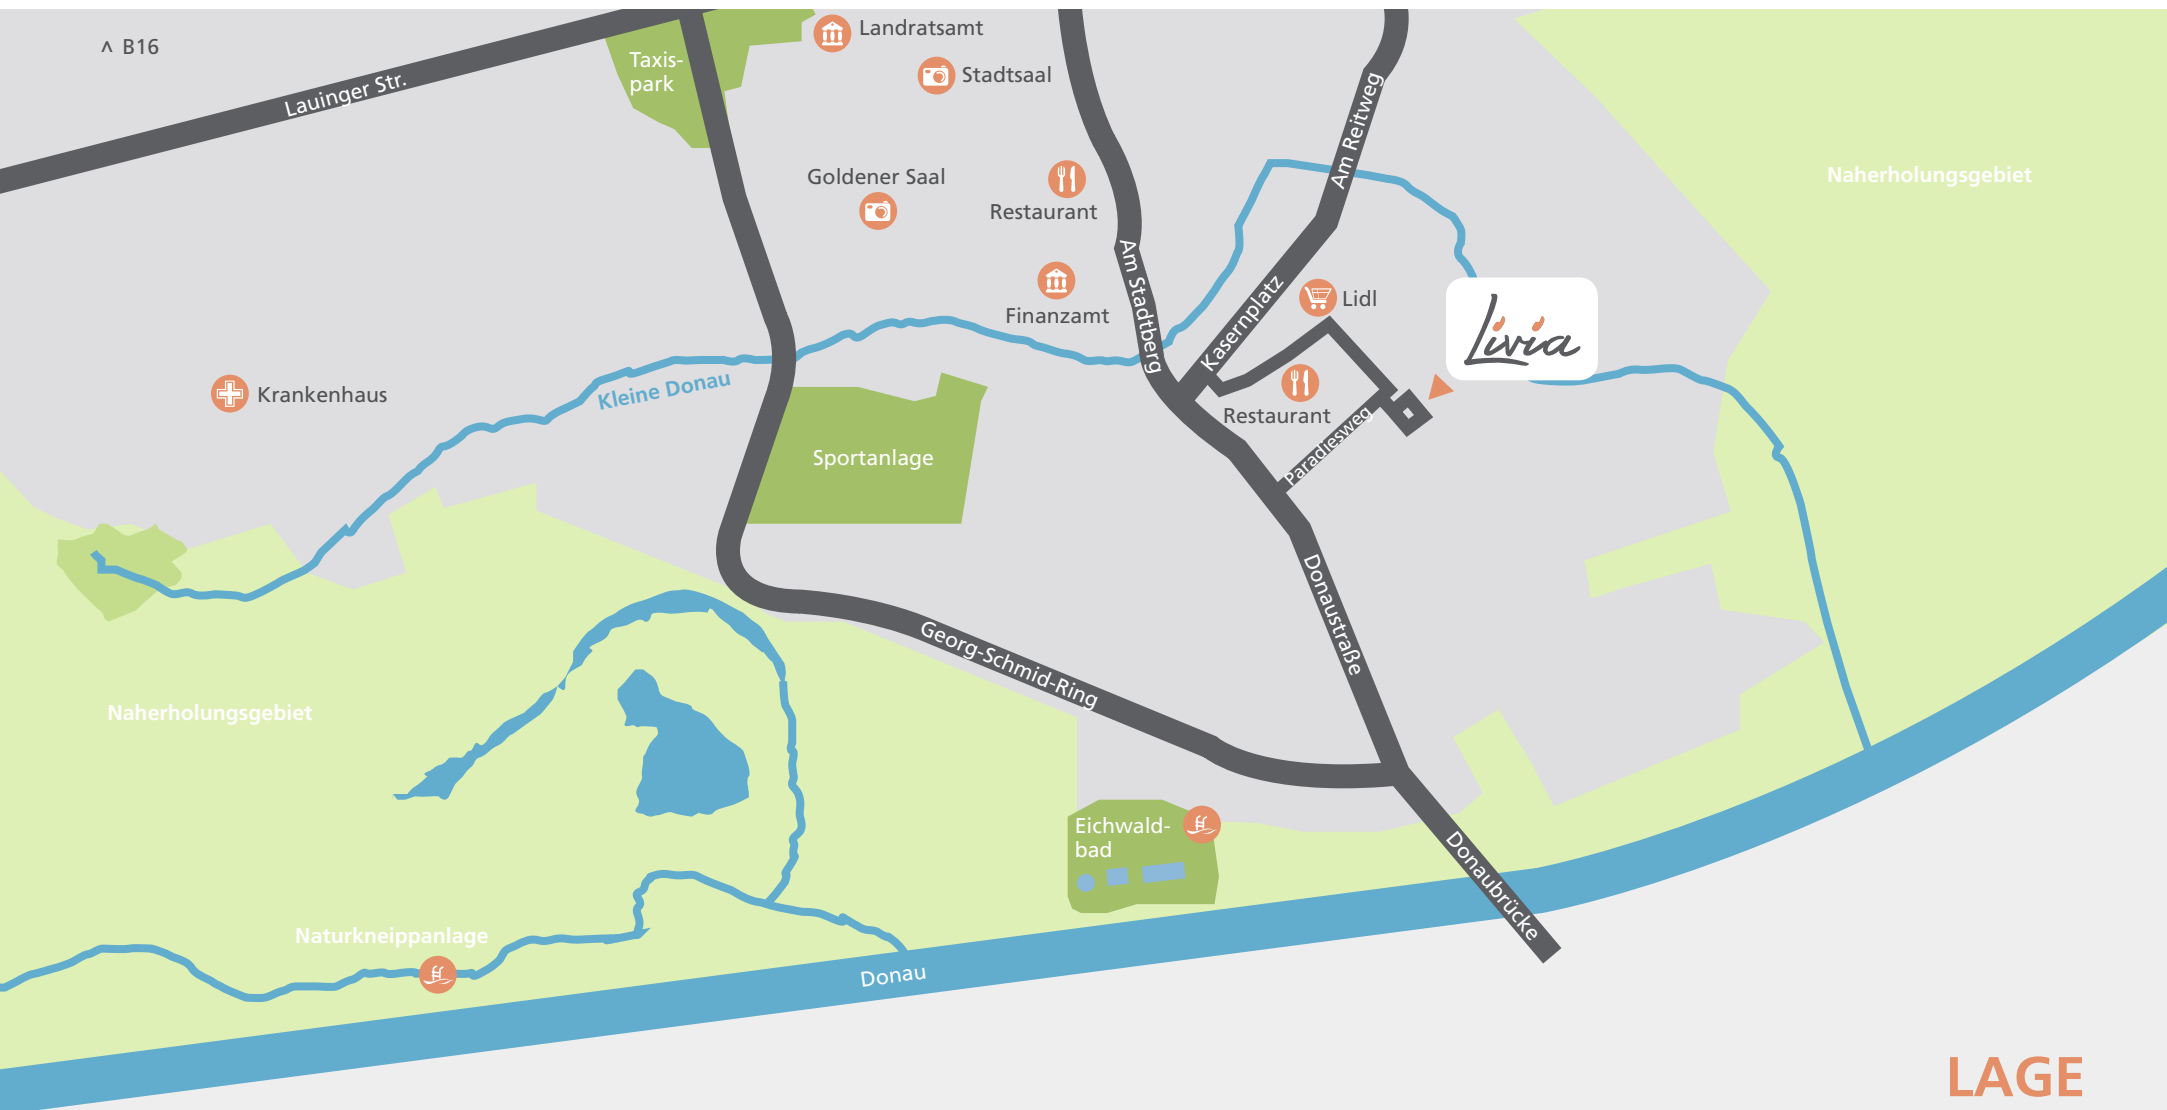 ^ B16
Lauinger Str.
Taxis-
park
Landratsamt
Stadtsaal
Goldener Saal
Restaurant
Finanzamt
Am Stadtberg
Am Reitweg
Kasernplatz
Lidl
Livia
Naherholungsgebiet
Krankenhaus
Kleine Donau
Restaurant
Paradiesweg
Sportanlage
Donaustraße
Georg-Schmid-Ring
Naherholungsgebiet
Eichwald-
bad
Donaubrücke
Naturkneippanlage
Donau
LAGE